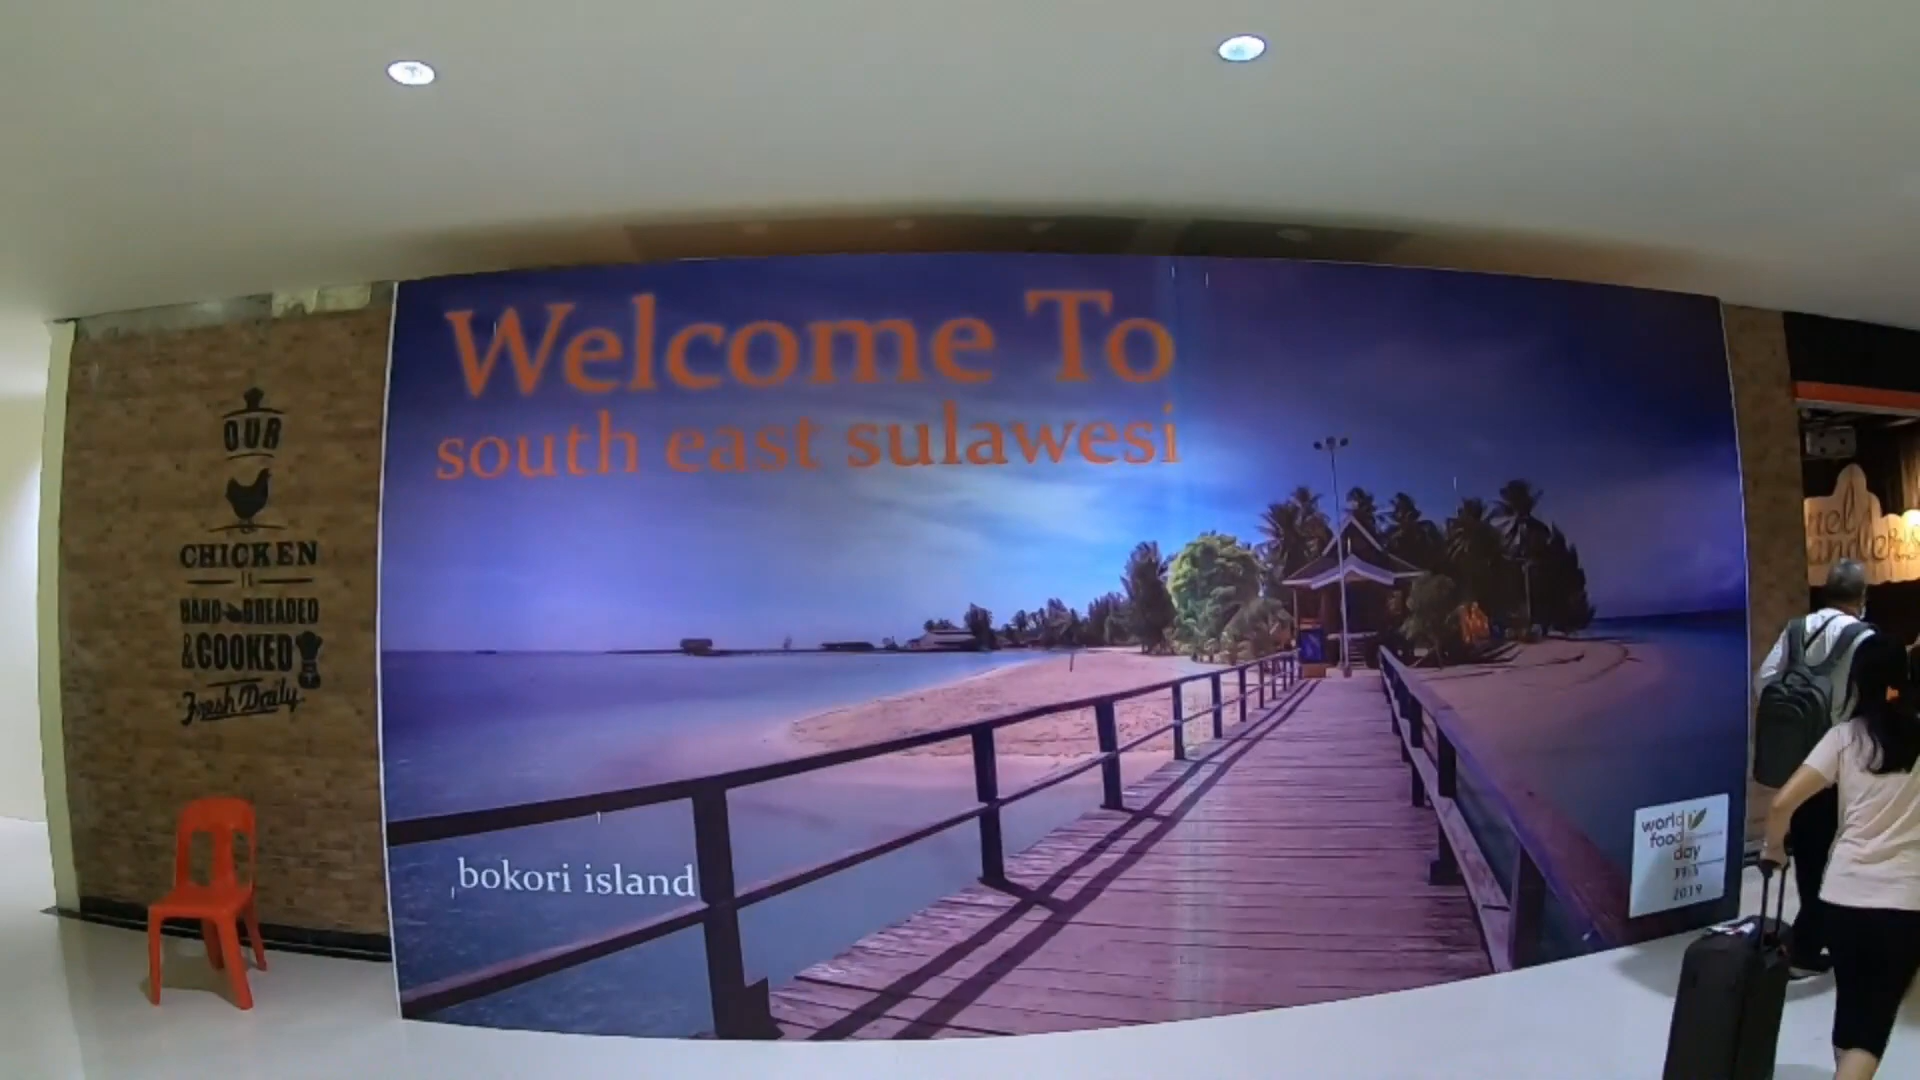 Welcome To
south east sulawesi
OUR
CHICKEN
IS
HAND-BREADED
&COOKED
Fresh Daily
bokori island
world
food
day
2019